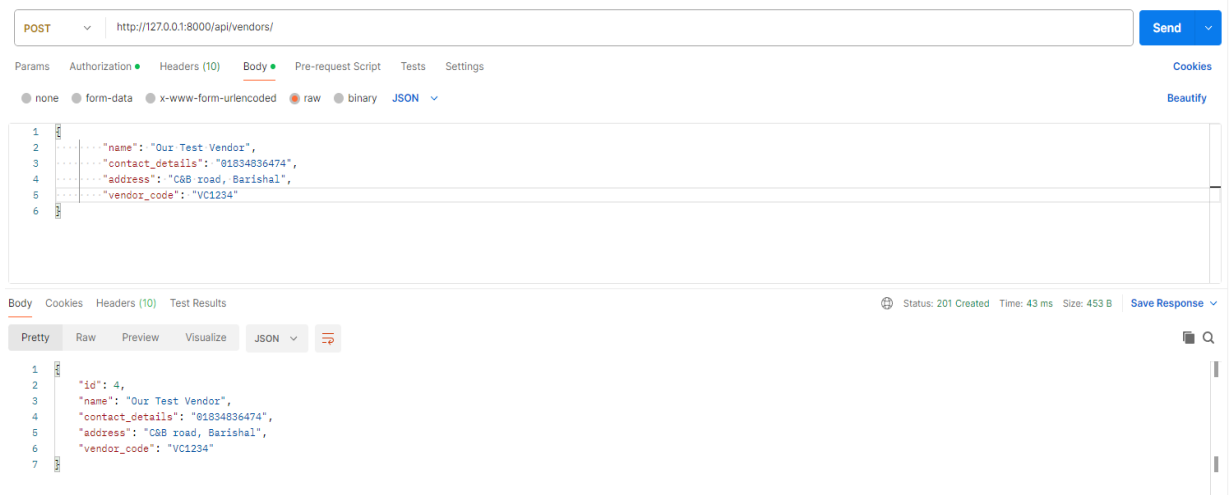 POST http://127.0.0.1:8000/api/vendors/ Send
Params Authorization Headers (10) Body Pre-request Script Tests Settings Cookies
none form-data x-www-form-urlencoded raw binary JSON Beautify
1 {
2 "name": "Our Test Vendor",
3 "contact_details": "01834836474",
4 "address": "C&B road, Barishal",
5 "vendor_code": "VC1234"
6 }
Body Cookies Headers (10) Test Results Status: 201 Created Time: 43 ms Size: 453 B Save Response
Pretty Raw Preview Visualize JSON
1 {
2 "id": 4,
3 "name": "Our Test Vendor",
4 "contact_details": "01834836474",
5 "address": "C&B road, Barishal",
6 "vendor_code": "VC1234"
7 }